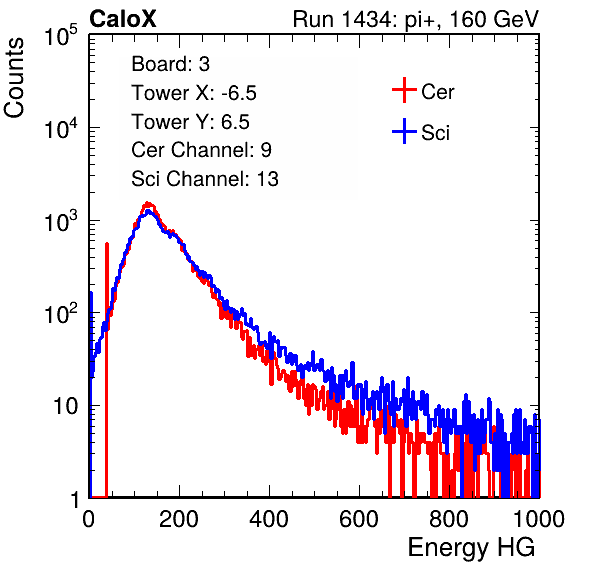 CaloX Run 1434: pi+, 160 GeV
Counts
Board: 3
Tower X: -6.5
Tower Y: 6.5
Cer Channel: 9
Sci Channel: 13
Cer
Sci
10^5
10^4
10^3
10^2
10
1
0 200 400 600 800 1000
Energy HG